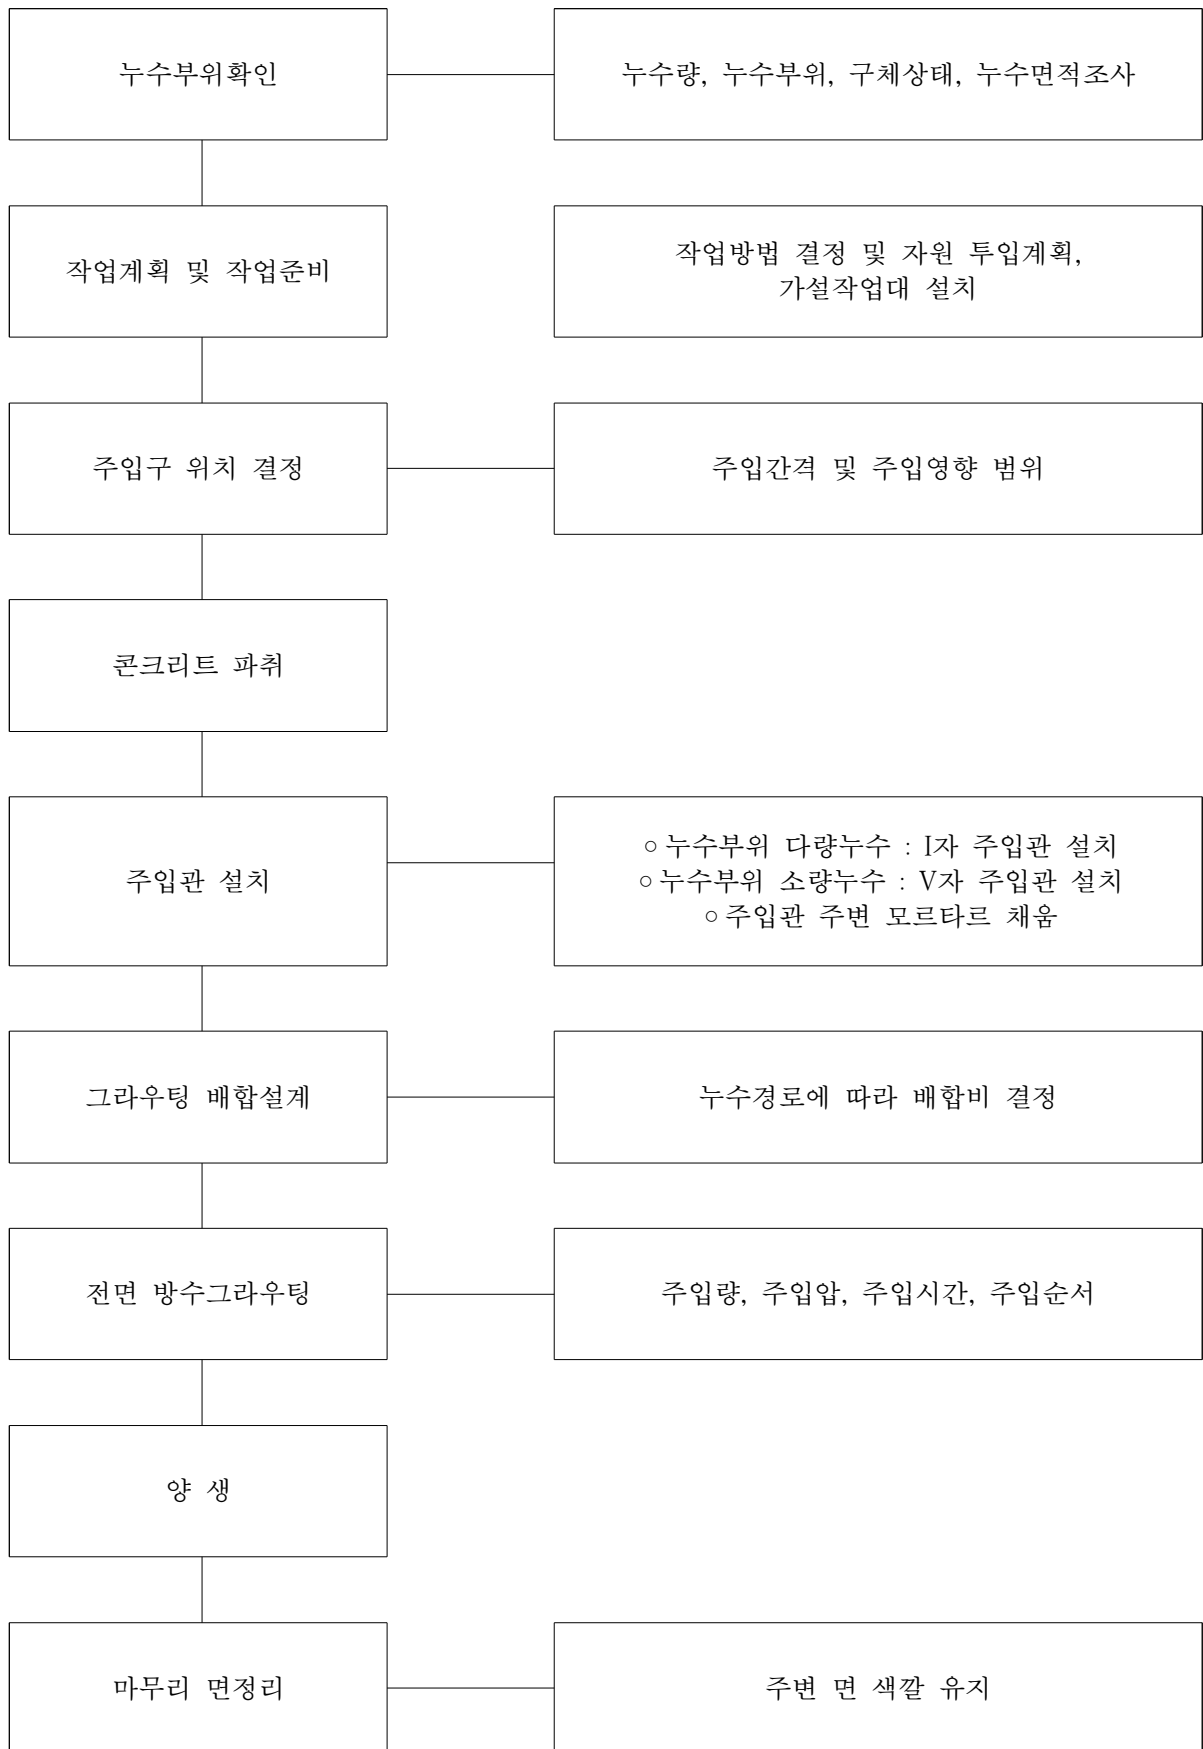 누수부위확인
누수량, 누수부위, 구체상태, 누수면적조사
작업계획 및 작업준비
작업방법 결정 및 자원 투입계획,
가설작업대 설치
주입구 위치 결정
주입간격 및 주입영향 범위
콘크리트 파취
주입관 설치
○누수부위 다량누수 : I자 주입관 설치
○누수부위 소량누수 : V자 주입관 설치
○주입관 주변 모르타르 채움
그라우팅 배합설계
누수경로에 따라 배합비 결정
전면 방수그라우팅
주입량, 주입압, 주입시간, 주입순서
양 생
마무리 면정리
주변 면 색깔 유지